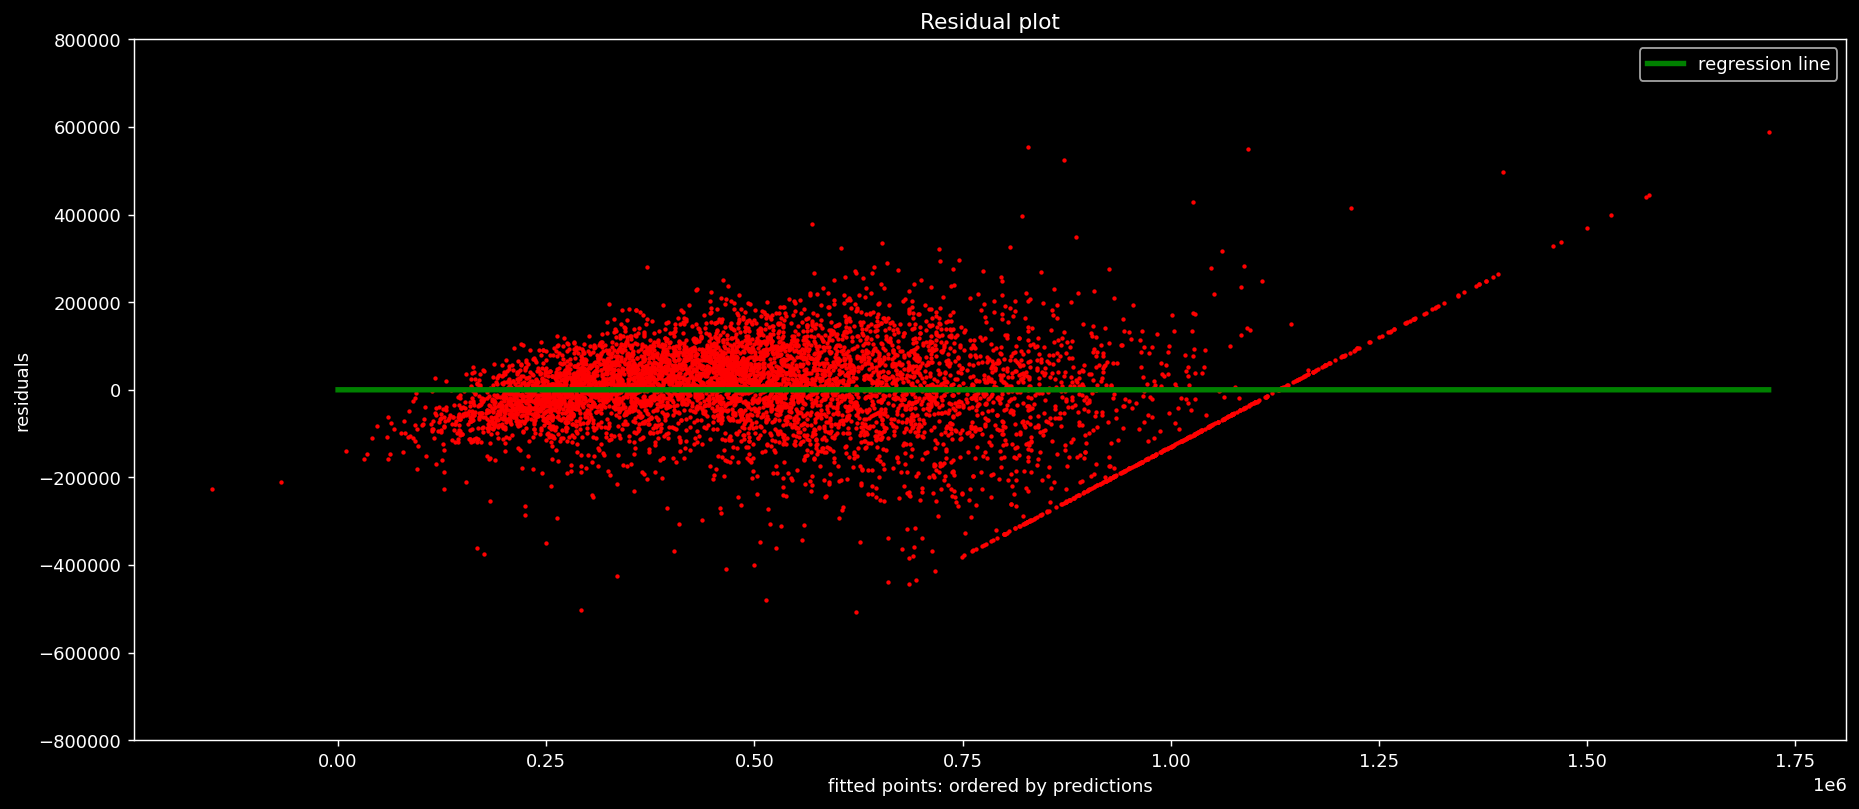 Residual plot
regression line
800000
600000
400000
200000
0
−200000
−400000
−600000
−800000
residuals
0.00 0.25 0.50 0.75 1.00 1.25 1.50 1.75
1e6
fitted points: ordered by predictions